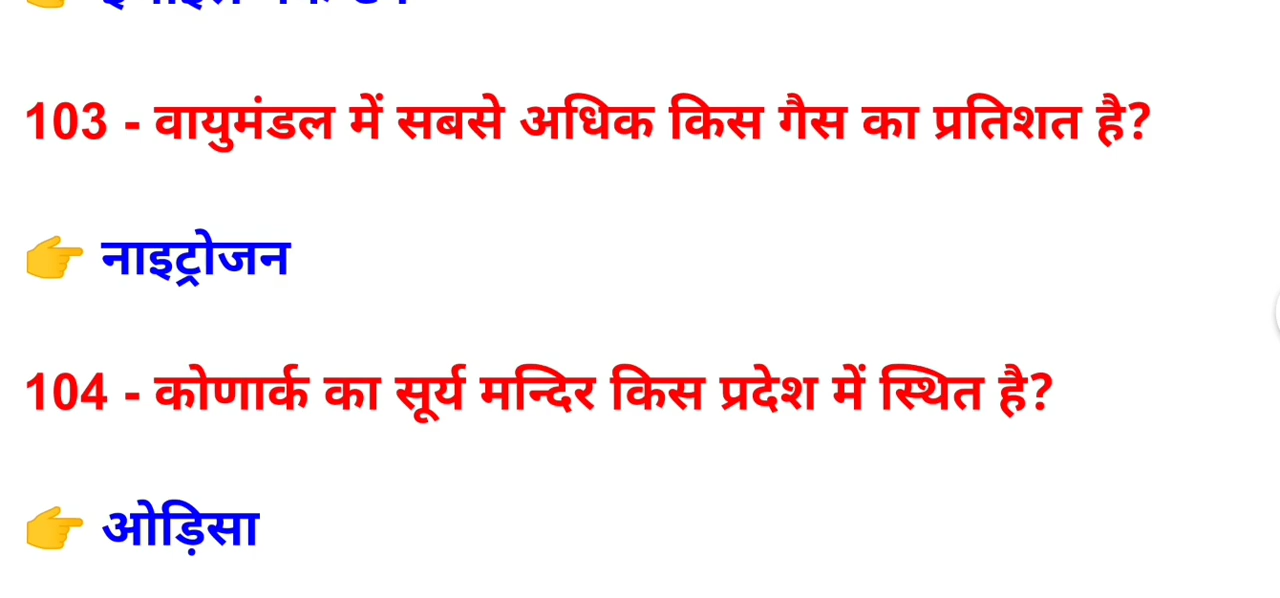 103 - वायुमंडल में सबसे अधिक किस गैस का प्रतिशत है?
👉 नाइट्रोजन
104 - कोणार्क का सूर्य मन्दिर किस प्रदेश में स्थित है?
👉 ओड़िसा